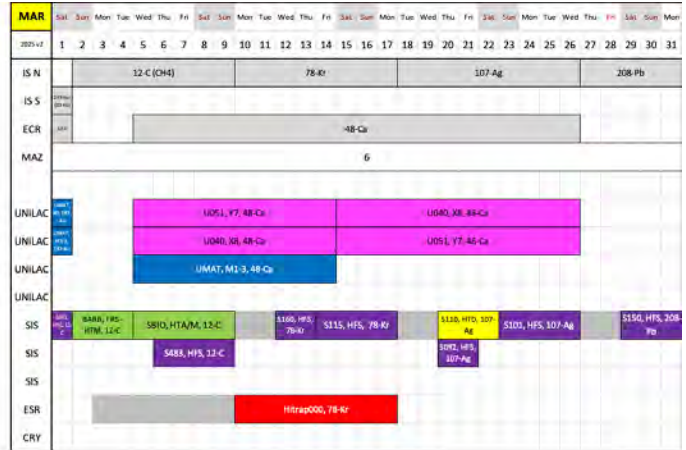 MAR Sat Sun Mon Tue Wed Thu Fri Sat Sun Mon Tue Wed Thu Fri Sat Sun Mon Tue Wed Thu Fri Sat Sun Mon Tue Wed Thu Fri Sat Sun Mon
2025 v2 1 2 3 4 5 6 7 8 9 10 11 12 13 14 15 16 17 18 19 20 21 22 23 24 25 26 27 28 29 30 31
IS N 12-C (CH4) 78-Kr 107-Ag 208-Pb
IS S
ECR 48-Ca
MAZ 6
UNILAC U051, Y7, 48-Ca U040, X8, 48-Ca
UNILAC U040, X8, 48-Ca U051, Y7, 48-Ca
UNILAC UMAT, M1-3, 48-Ca
UNILAC
SIS BARB, FRS-HTM, 12-C SBIO, HTA/M, 12-C S160, HFS, 78-Kr S115, HFS, 78-Kr HTD, 107-Ag S101, HFS, 107-Ag S150, HFS, 208-Pb
SIS S483, HFS, 12-C S092, HFS, 107-Ag
SIS
ESR Hitrap000, 78-Kr
CRY